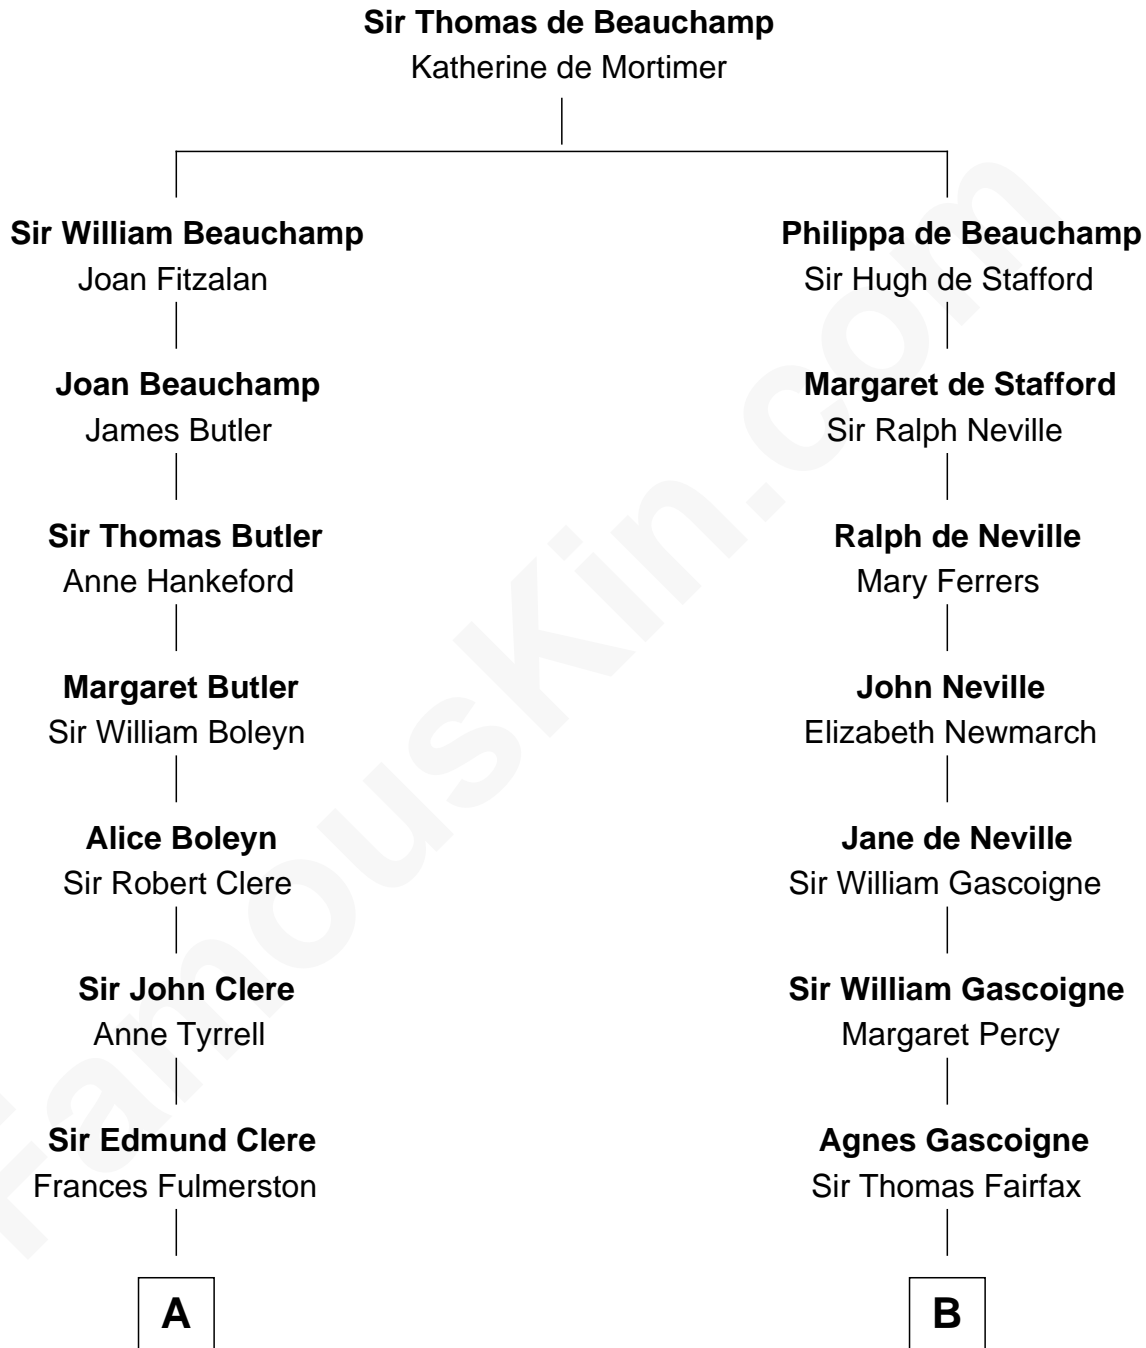 Sir Thomas de Beauchamp
Katherine de Mortimer
Sir William Beauchamp
Joan Fitzalan
Philippa de Beauchamp
Sir Hugh de Stafford
Joan Beauchamp
James Butler
Margaret de Stafford
Sir Ralph Neville
Sir Thomas Butler
Anne Hankeford
Ralph de Neville
Mary Ferrers
Margaret Butler
Sir William Boleyn
John Neville
Elizabeth Newmarch
Alice Boleyn
Sir Robert Clere
Jane de Neville
Sir William Gascoigne
Sir John Clere
Anne Tyrrell
Sir William Gascoigne
Margaret Percy
Sir Edmund Clere
Frances Fulmerston
Agnes Gascoigne
Sir Thomas Fairfax
A
B
FamousKin.com